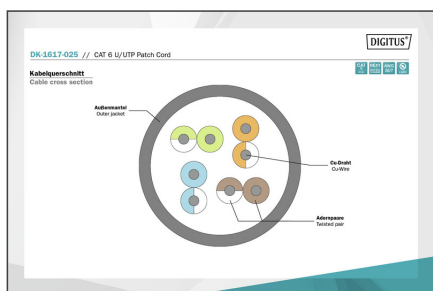 DIGITUS®
DK-1617-025 // CAT 6 U/UTP Patch Cord
Kabelquerschnitt
Cable cross section
Außenmantel
Outer jacket
Cu-Draht
Cu-Wire
Aderpaare
Twisted pair